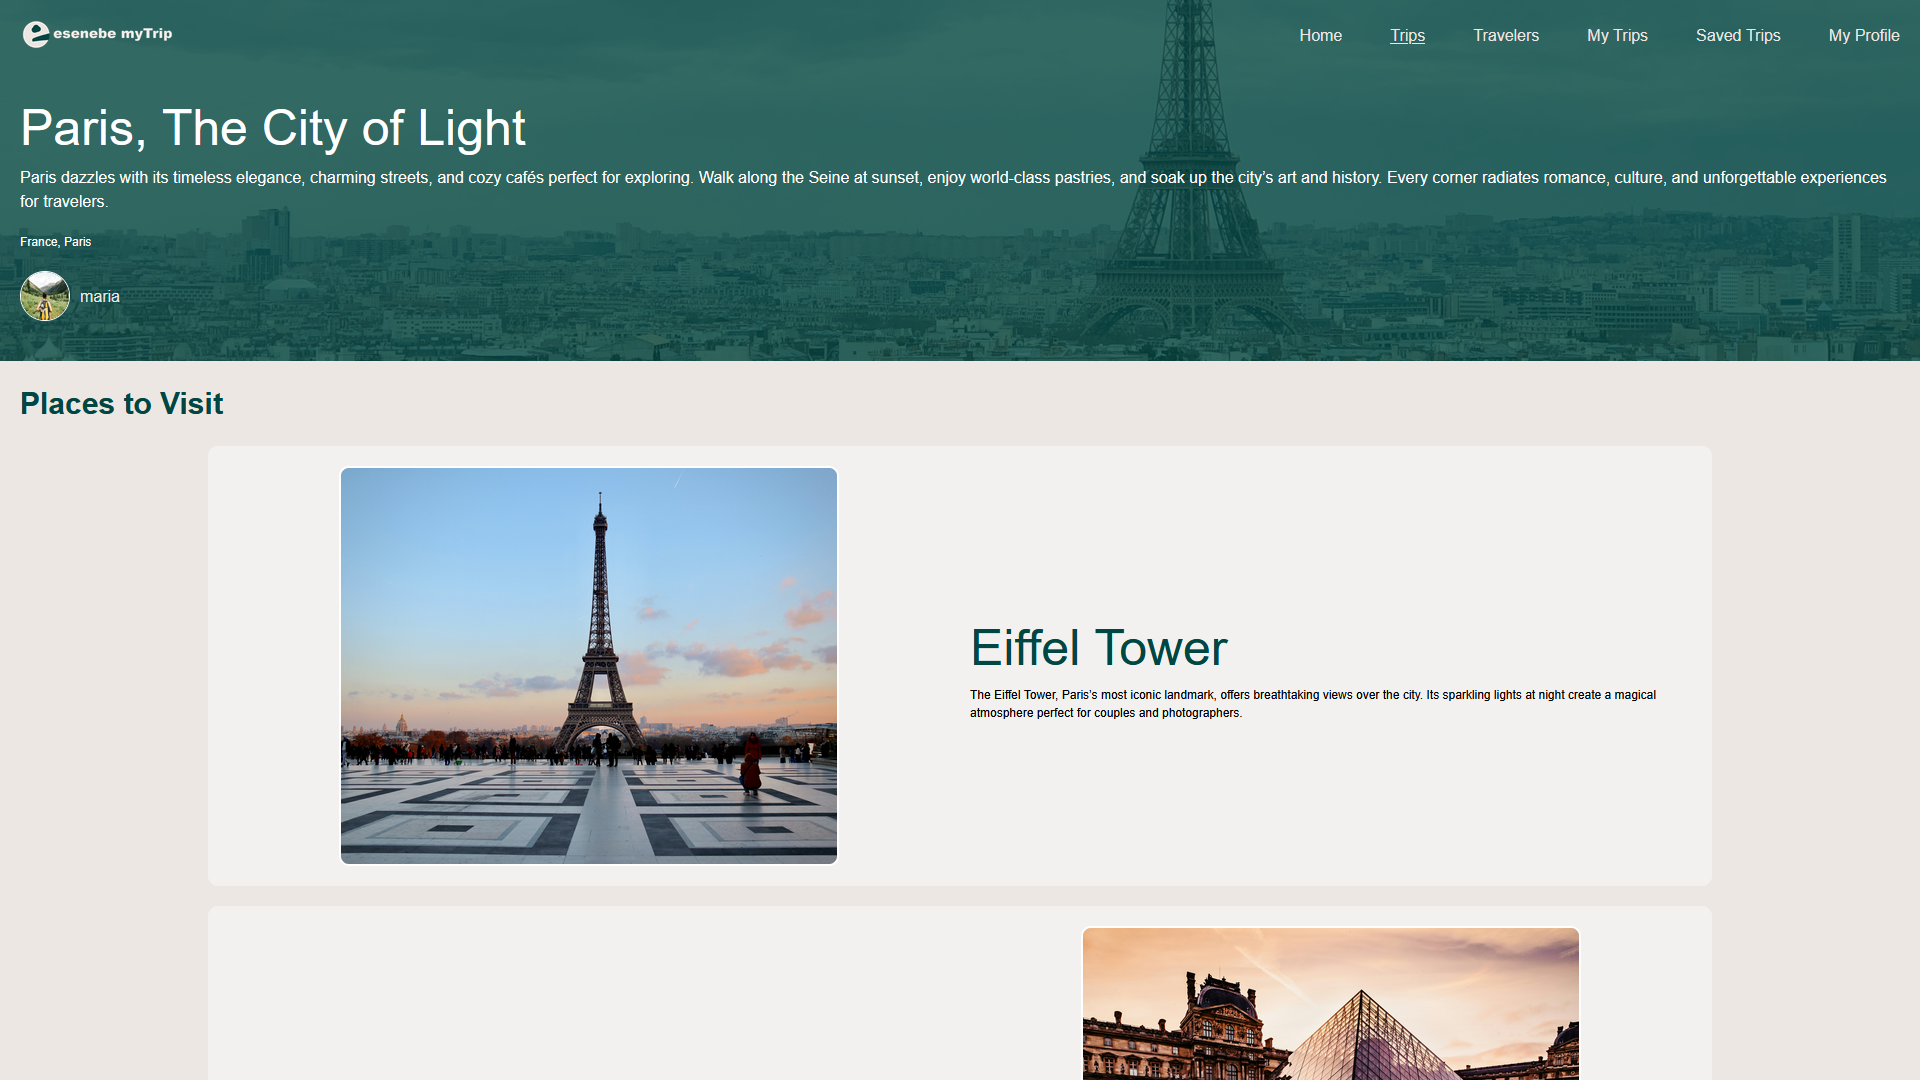 esenebe myTrip
Home
Trips
Travelers
My Trips
Saved Trips
My Profile
Paris, The City of Light
Paris dazzles with its timeless elegance, charming streets, and cozy cafés perfect for exploring. Walk along the Seine at sunset, enjoy world-class pastries, and soak up the city’s art and history. Every corner radiates romance, culture, and unforgettable experiences
for travelers.
France, Paris
maria
Places to Visit
Eiffel Tower
The Eiffel Tower, Paris’s most iconic landmark, offers breathtaking views over the city. Its sparkling lights at night create a magical
atmosphere perfect for couples and photographers.